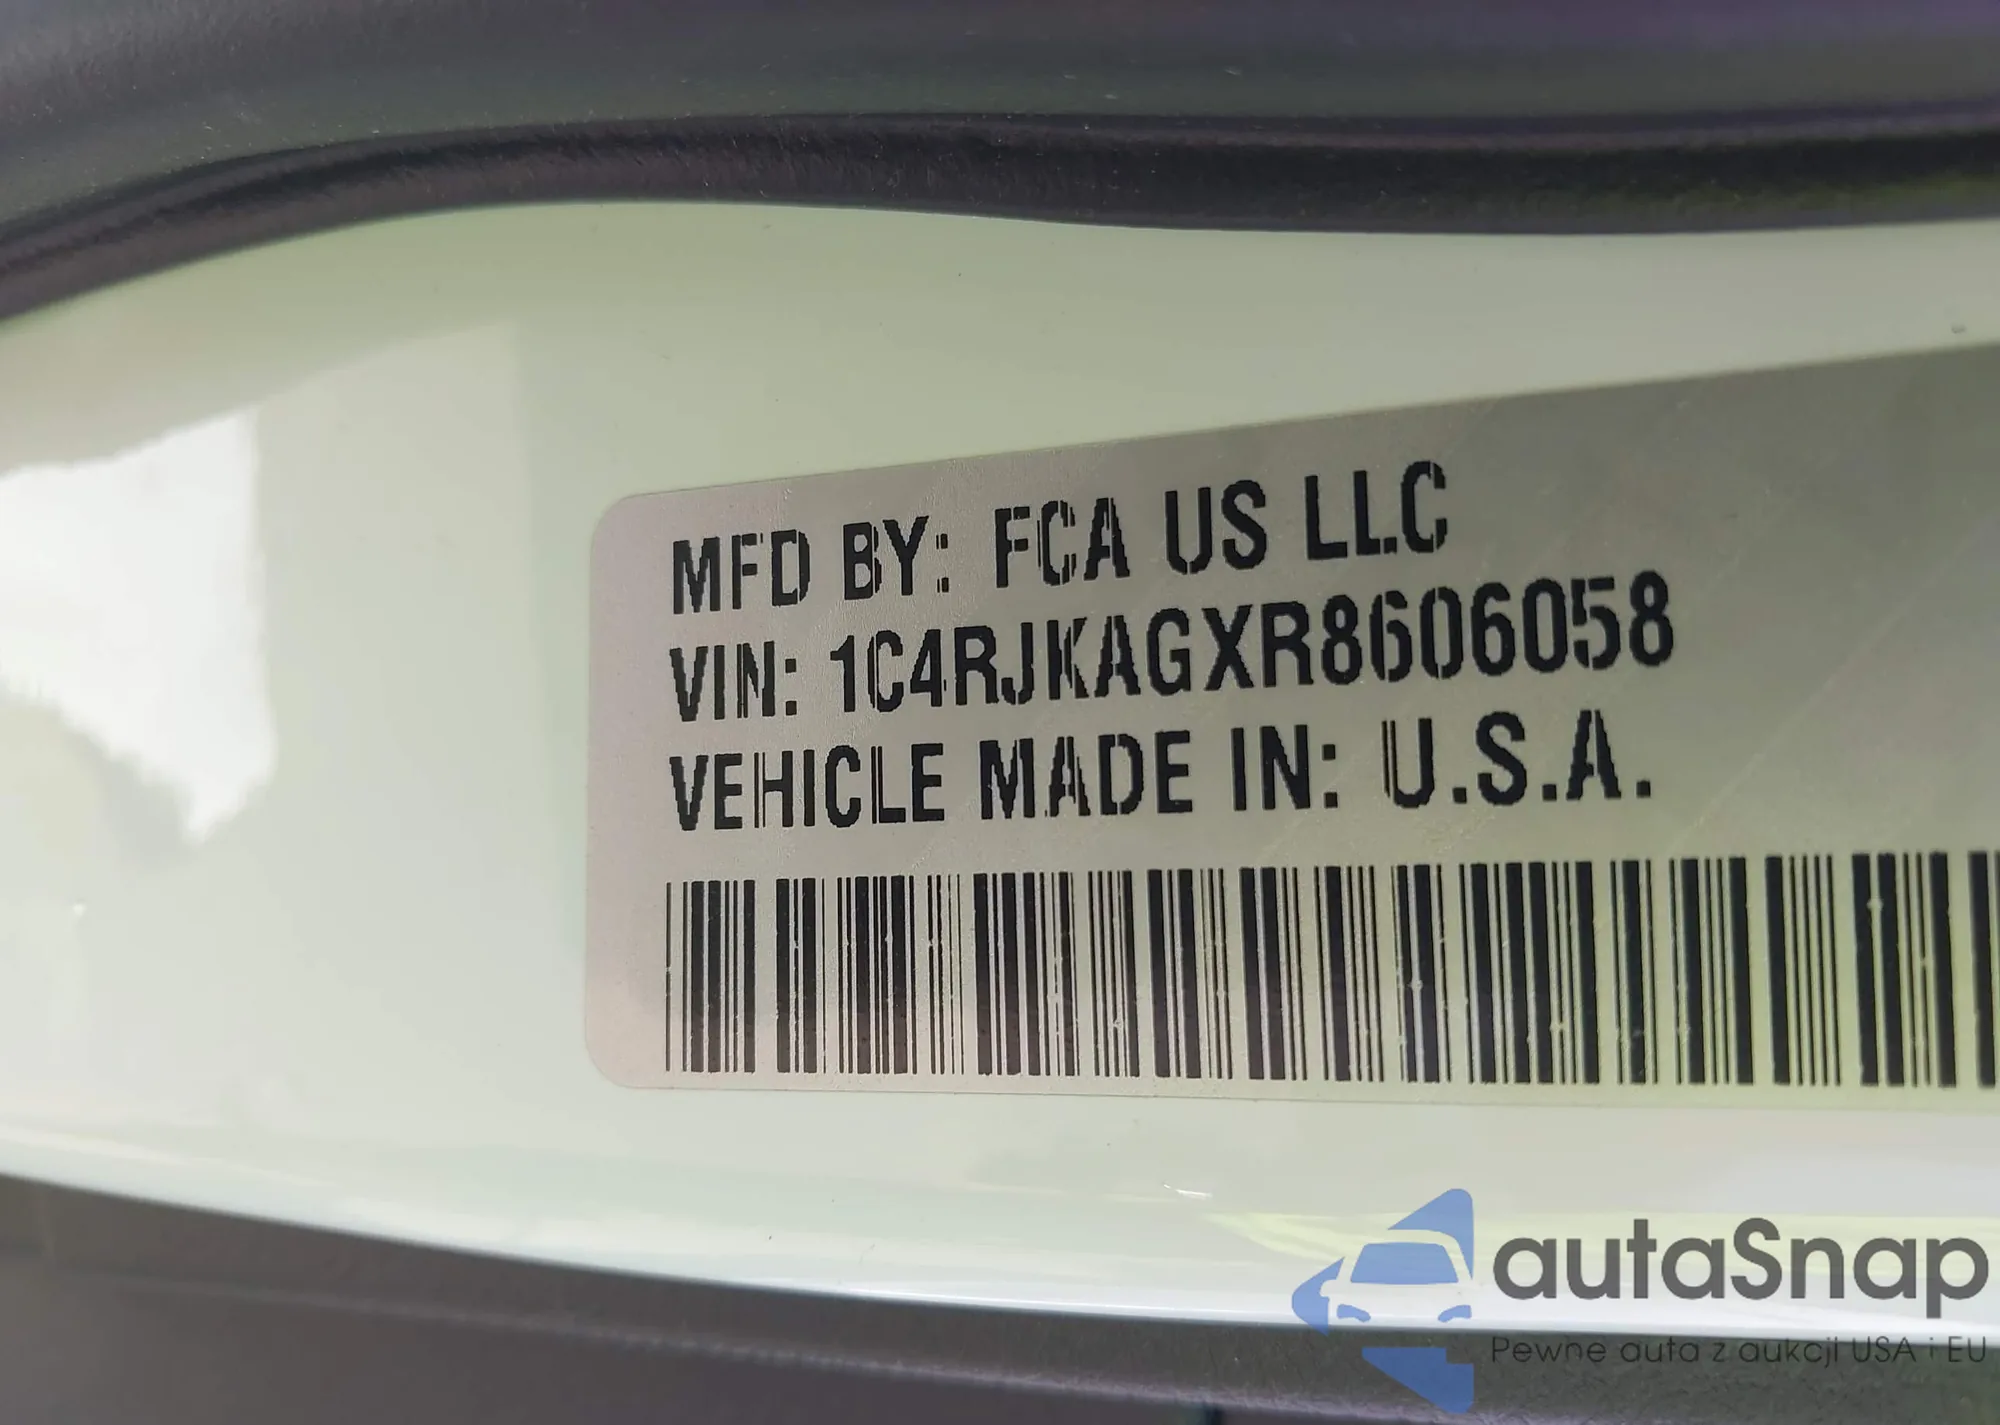 MFD BY: FCA US LLC
VIN: 1C4RJKAGXR8606058
VEHICLE MADE IN: U.S.A.
autaSnap
Pewne auta z aukcji USA i EU